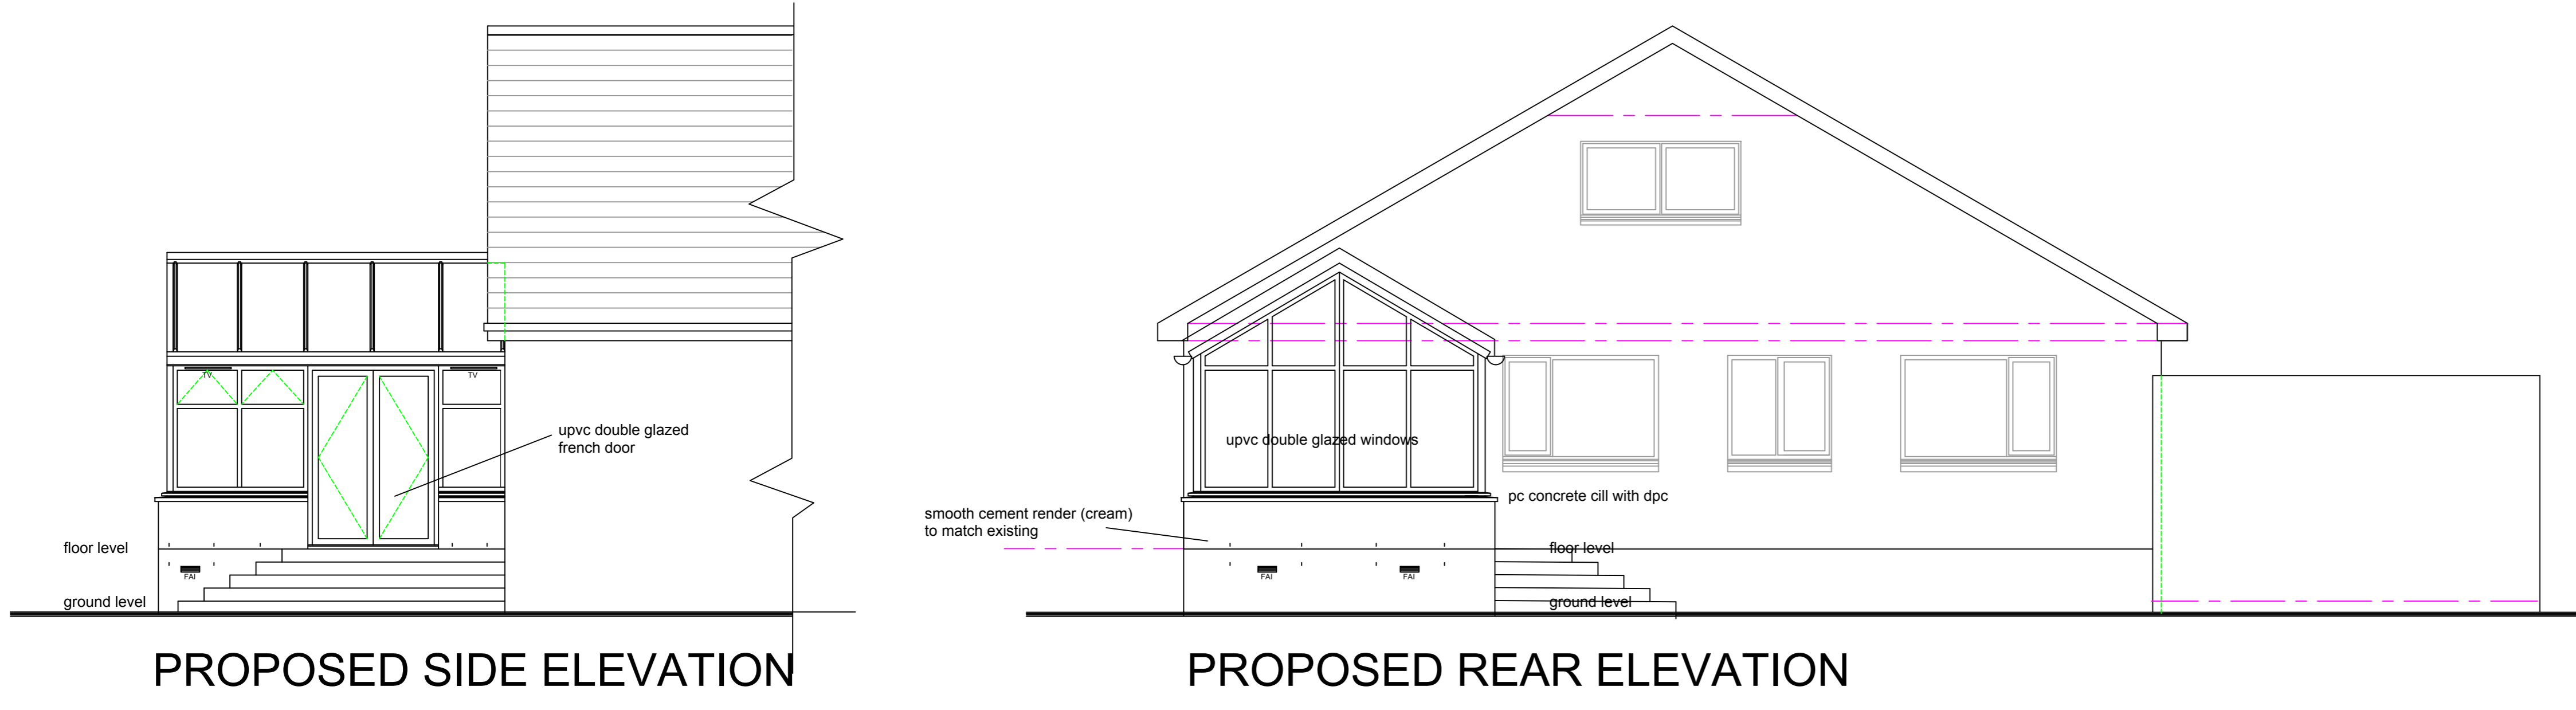 TV
TV
upvc double glazed
french door
floor level
FAI
ground level
PROPOSED SIDE ELEVATION
upvc double glazed windows
pc concrete cill with dpc
smooth cement render (cream)
to match existing
floor level
FAI
FAI
ground level
PROPOSED REAR ELEVATION